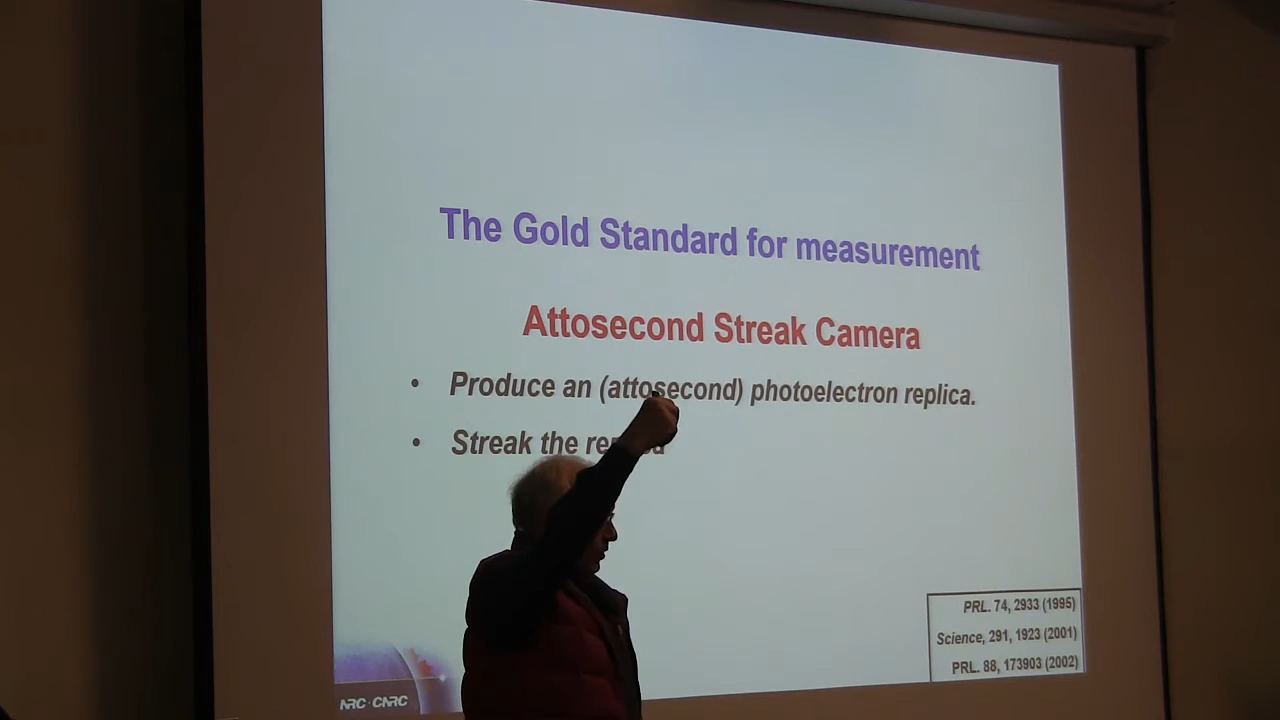 The Gold Standard for measurement
Attosecond Streak Camera
• Produce an (attosecond) photoelectron replica.
• Streak the
PRL. 74, 2933 (1995)
Science, 291, 1923 (2001)
PRL. 88, 173903 (2002)
NRC·CNRC